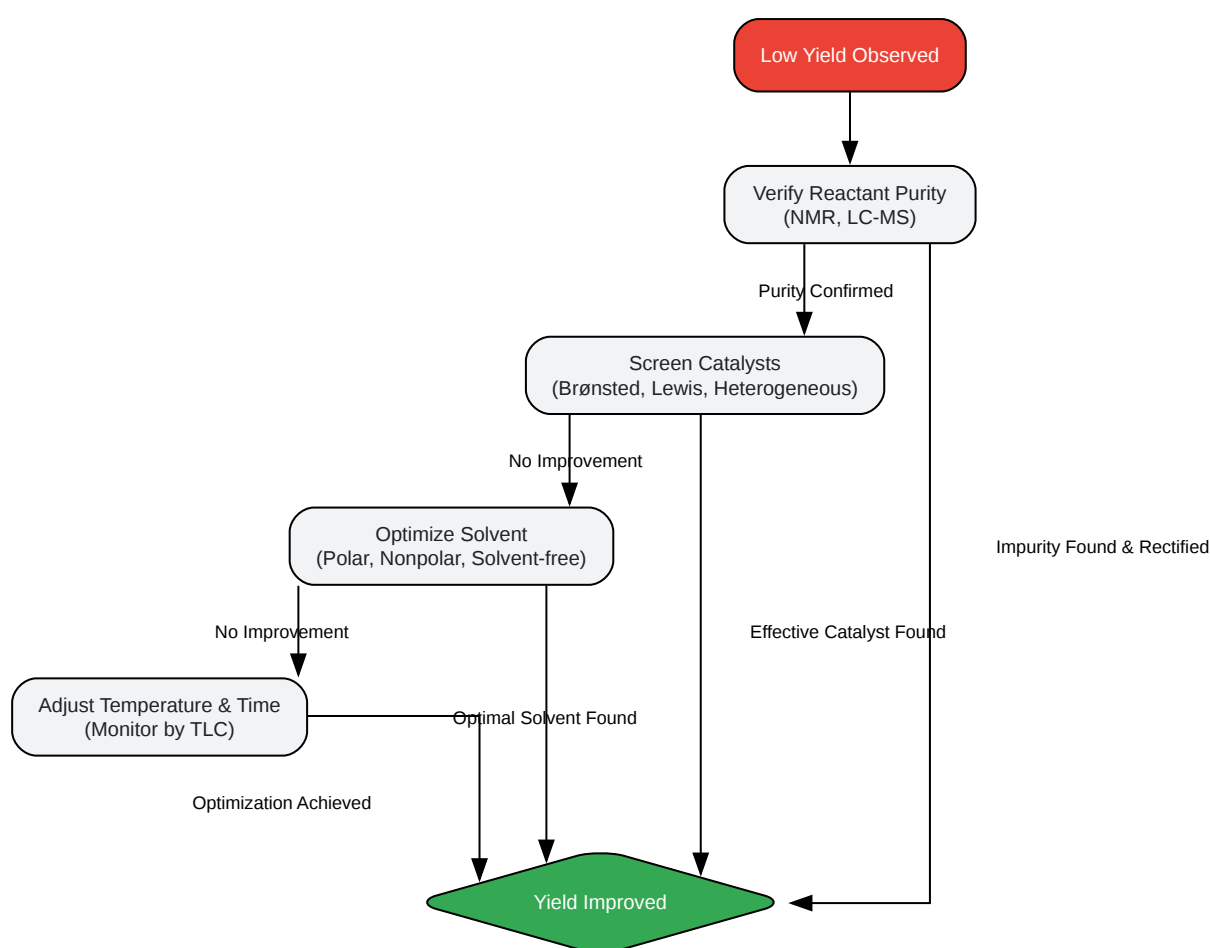 Low Yield Observed
Verify Reactant Purity
(NMR, LC-MS)
Purity Confirmed
Screen Catalysts
(Brønsted, Lewis, Heterogeneous)
No Improvement
Optimize Solvent
(Polar, Nonpolar, Solvent-free)
Impurity Found & Rectified
No Improvement
Effective Catalyst Found
Adjust Temperature & Time
(Monitor by TLC)
Optimal Solvent Found
Optimization Achieved
Yield Improved